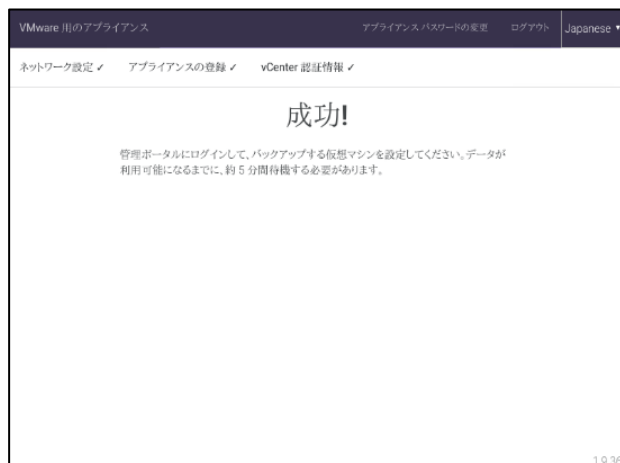 VMware 用のアプライアンス アプライアンス パスワードの変更 ログアウト Japanese
ネットワーク設定 ✓ アプライアンスの登録 ✓ vCenter 認証情報 ✓
成功!
管理ポータルにログインして、バックアップする仮想マシンを設定してください。データが
利用可能になるまでに、約 5 分間待機する必要があります。
1.9.36